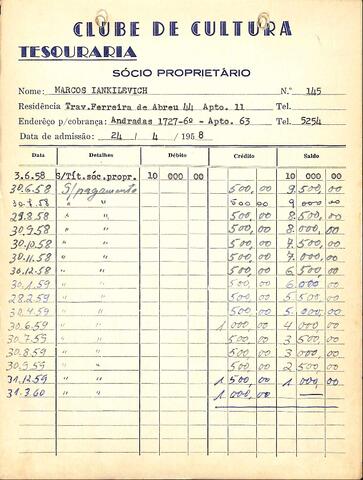 CLUBE DE CULTURA
TESOURARIA
SÓCIO PROPRIETÁRIO
Nome: MARCOS IANKILEVICH N.º 145
Residência Trav.Ferreira de Abreu 44 Apto. 11 Tel.
Enderêço p/cobrança: Andradas 1727-6º - Apto. 63 Tel. 5254
Data de admissão: 24 / 4 / 1958
Data Detalhes Débito Crédito Saldo
3.6.58 S/Tít.sóc.propr. 10 000 00 10 000 00
30.6.58 S/pagamento 500,00 9.500,00
30.7.58 " " 500 00 9 000 00
29.8.58 " " 500,00 8.500,00
30.9.58 " " 500,00 8.000,00
30.10.58 " " 500,00 7.500,00
30.11.58 " " 500,00 7.000,00
30.12.58 " " 500,00 6 500,00
30.1.59 " " 500,00 6.000 00
28.2.59 " " 500,00 5 500,00
30.4.59 " " 500,00 5.000,00
30.6.59 " " 1 000,00 4 000,00
30.7.59 " " 500,00 3 500,00
30.8.59 " " 500,00 3 000,00
30.9.59 " " 500,00 2 500,00
31.12.59 " " 1 500,00 1 000,00
31.3.60 " " 1 000,00 —